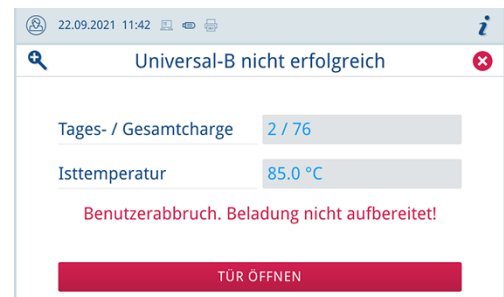 22.09.2021 11:42
Universal-B nicht erfolgreich
Tages- / Gesamtcharge 2 / 76
Isttemperatur 85.0 °C
Benutzerabbruch. Beladung nicht aufbereitet!
TÜR ÖFFNEN